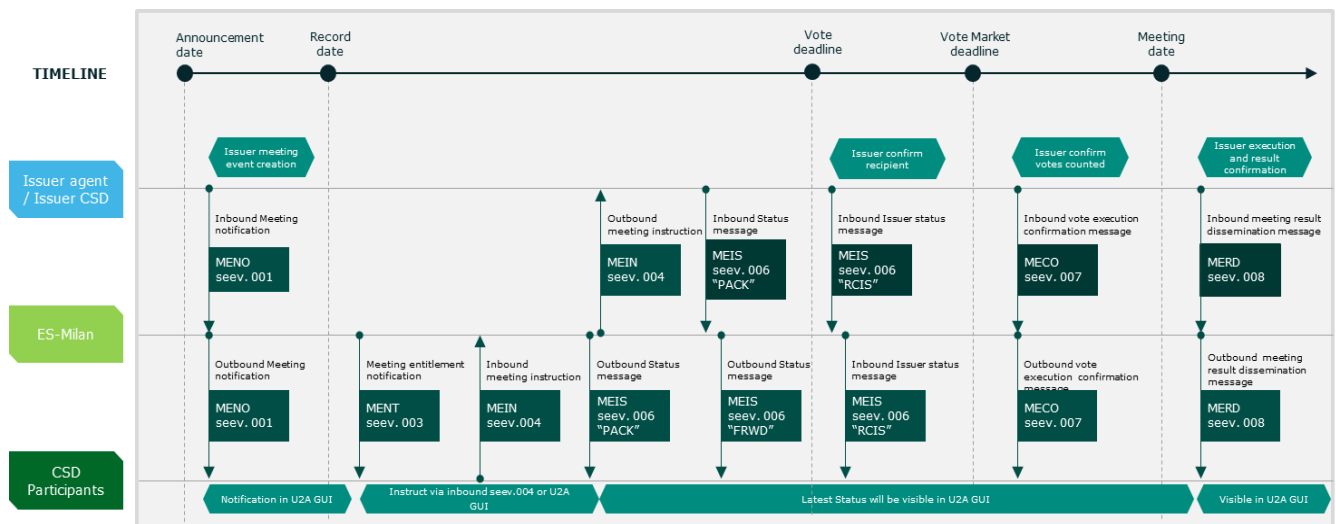 Announcement
date
Record
date
Vote
deadline
Vote Market
deadline
Meeting
date
TIMELINE
Issuer meeting
event creation
Issuer confirm
recipient
Issuer confirm
votes counted
Issuer execution
and result
confirmation
Issuer agent
/ Issuer CSD
Inbound Meeting
notification
MENO
seev. 001
Outbound
meeting instruction
MEIN
seev. 004
Inbound Status
message
MEIS
seev. 006
“PACK”
Inbound Issuer status
message
MEIS
seev. 006
“RCIS”
Inbound vote execution
confirmation message
MECO
seev. 007
Inbound meeting result
dissemination message
MERD
seev. 008
ES-Milan
Outbound Meeting
notification
MENO
seev. 001
Meeting entitlement
notification
MENT
seev. 003
Inbound
meeting instruction
MEIN
seev.004
Outbound Status
message
MEIS
seev. 006
“PACK”
Outbound Status
message
MEIS
seev. 006
“FRWD”
Inbound Issuer status
message
MEIS
seev. 006
“RCIS”
Outbound vote
execution confirmation
message
MECO
seev. 007
Outbound meeting
result dissemination
message
MERD
seev. 008
CSD
Participants
Notification in U2A GUI
Instruct via inbound seev.004 or U2A
GUI
Latest Status will be visible in U2A GUI
Visible in U2A GUI